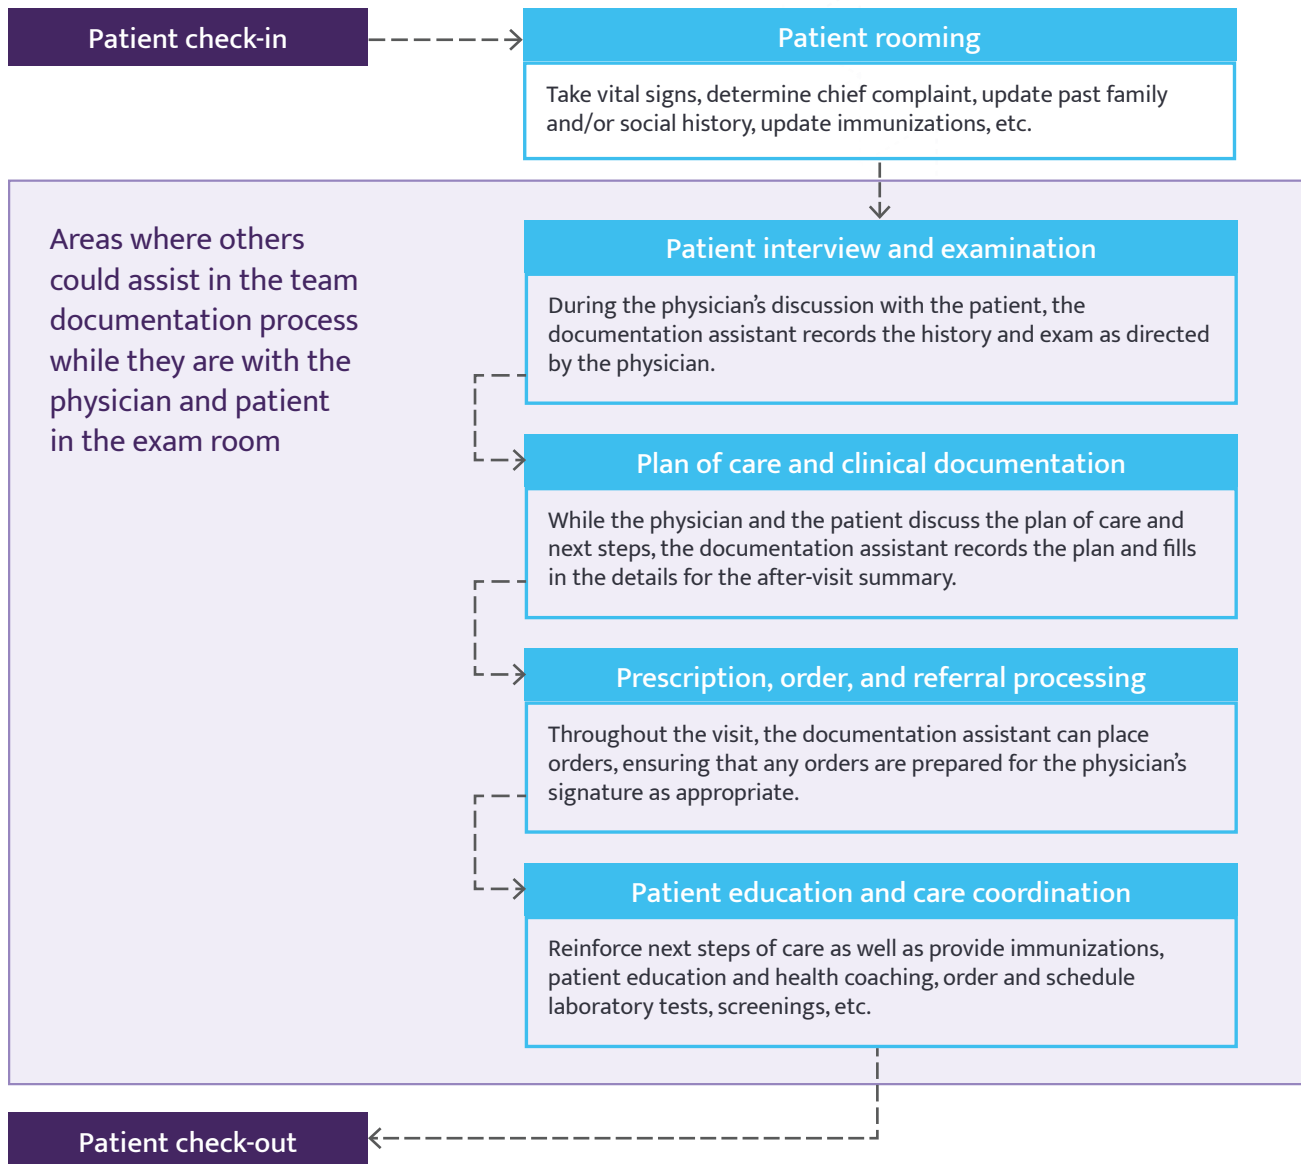 Patient check-in
Patient rooming
Take vital signs, determine chief complaint, update past family
and/or social history, update immunizations, etc.
Areas where others
could assist in the team
documentation process
while they are with the
physician and patient
in the exam room
Patient interview and examination
During the physician’s discussion with the patient, the
documentation assistant records the history and exam as directed
by the physician.
Plan of care and clinical documentation
While the physician and the patient discuss the plan of care and
next steps, the documentation assistant records the plan and fills
in the details for the after-visit summary.
Prescription, order, and referral processing
Throughout the visit, the documentation assistant can place
orders, ensuring that any orders are prepared for the physician’s
signature as appropriate.
Patient education and care coordination
Reinforce next steps of care as well as provide immunizations,
patient education and health coaching, order and schedule
laboratory tests, screenings, etc.
Patient check-out